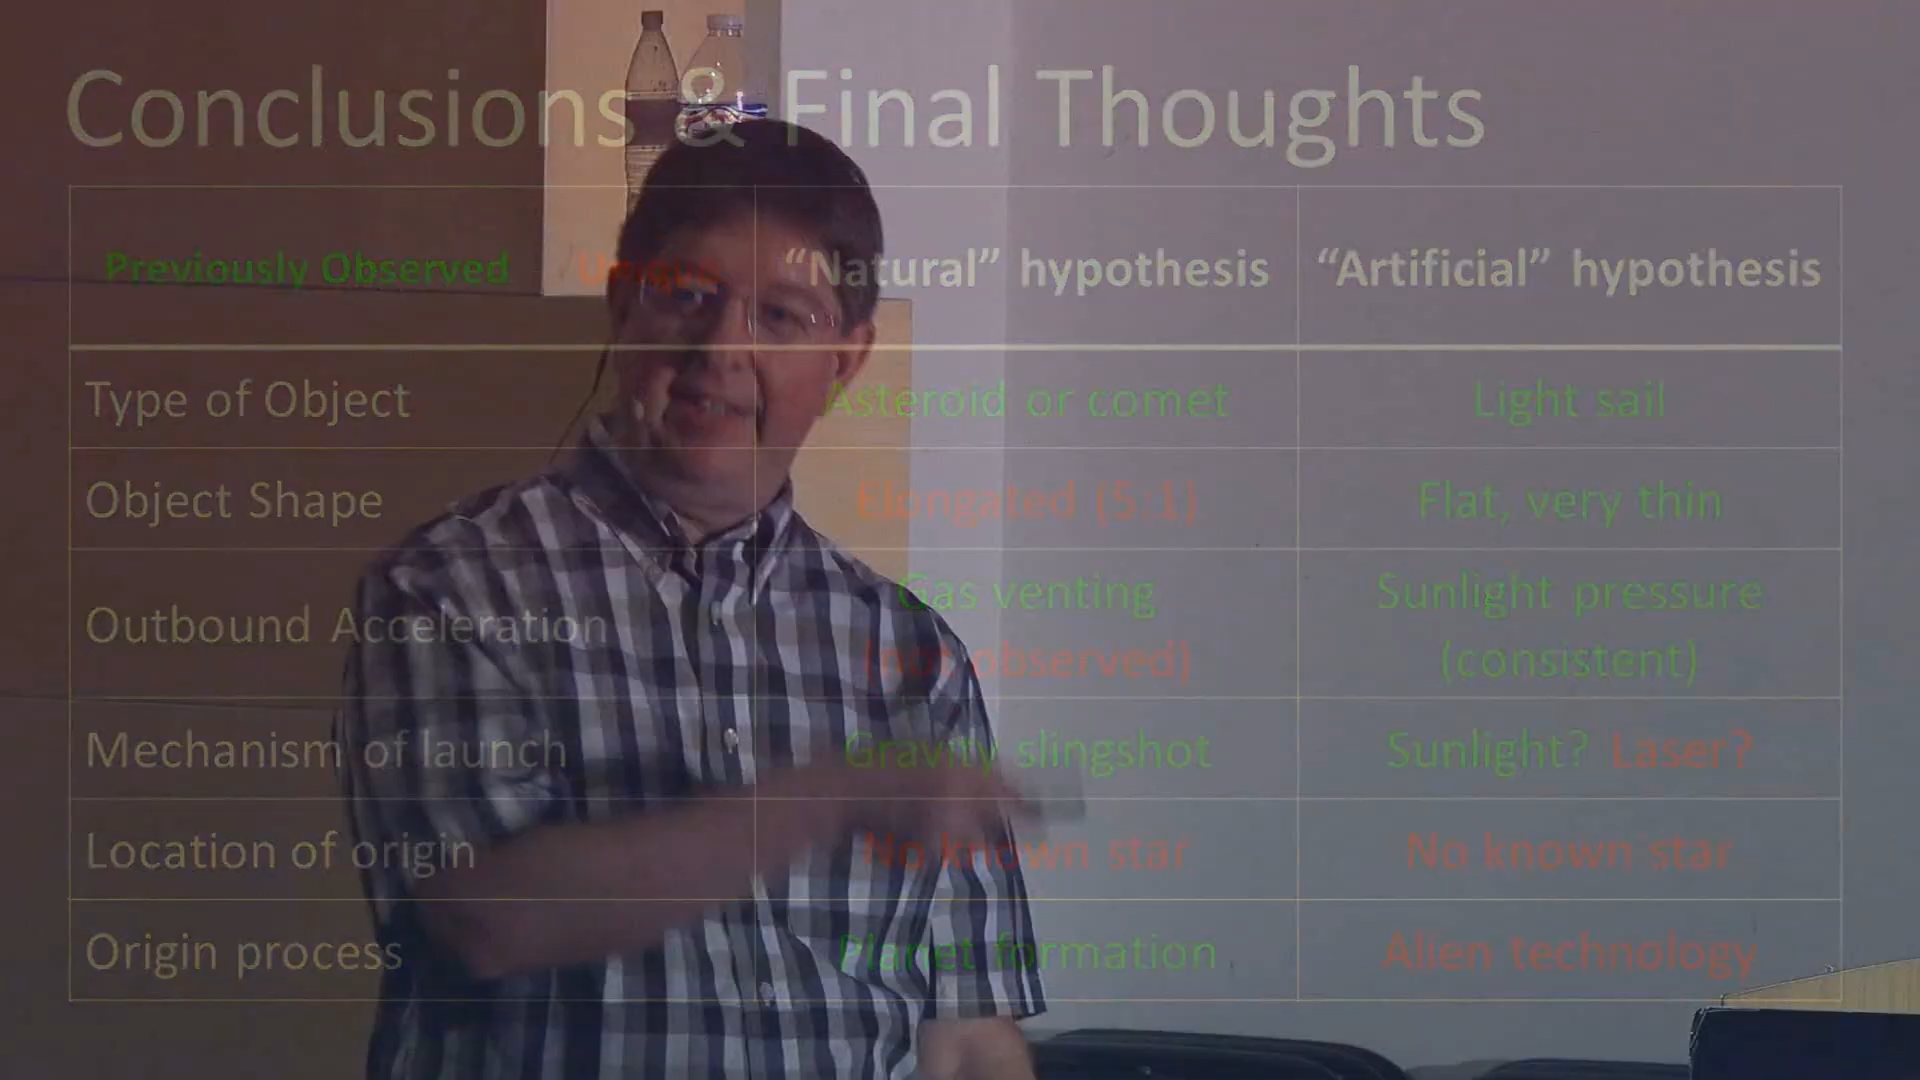 Conclusions & Final Thoughts
Previously Observed Unique “Natural” hypothesis “Artificial” hypothesis
Type of Object Asteroid or comet Light sail
Object Shape Elongated (5:1) Flat, very thin
Outbound Acceleration Gas venting (not observed) Sunlight pressure (consistent)
Mechanism of launch Gravity slingshot Sunlight? Laser?
Location of origin No known star No known star
Origin process Planet formation Alien technology